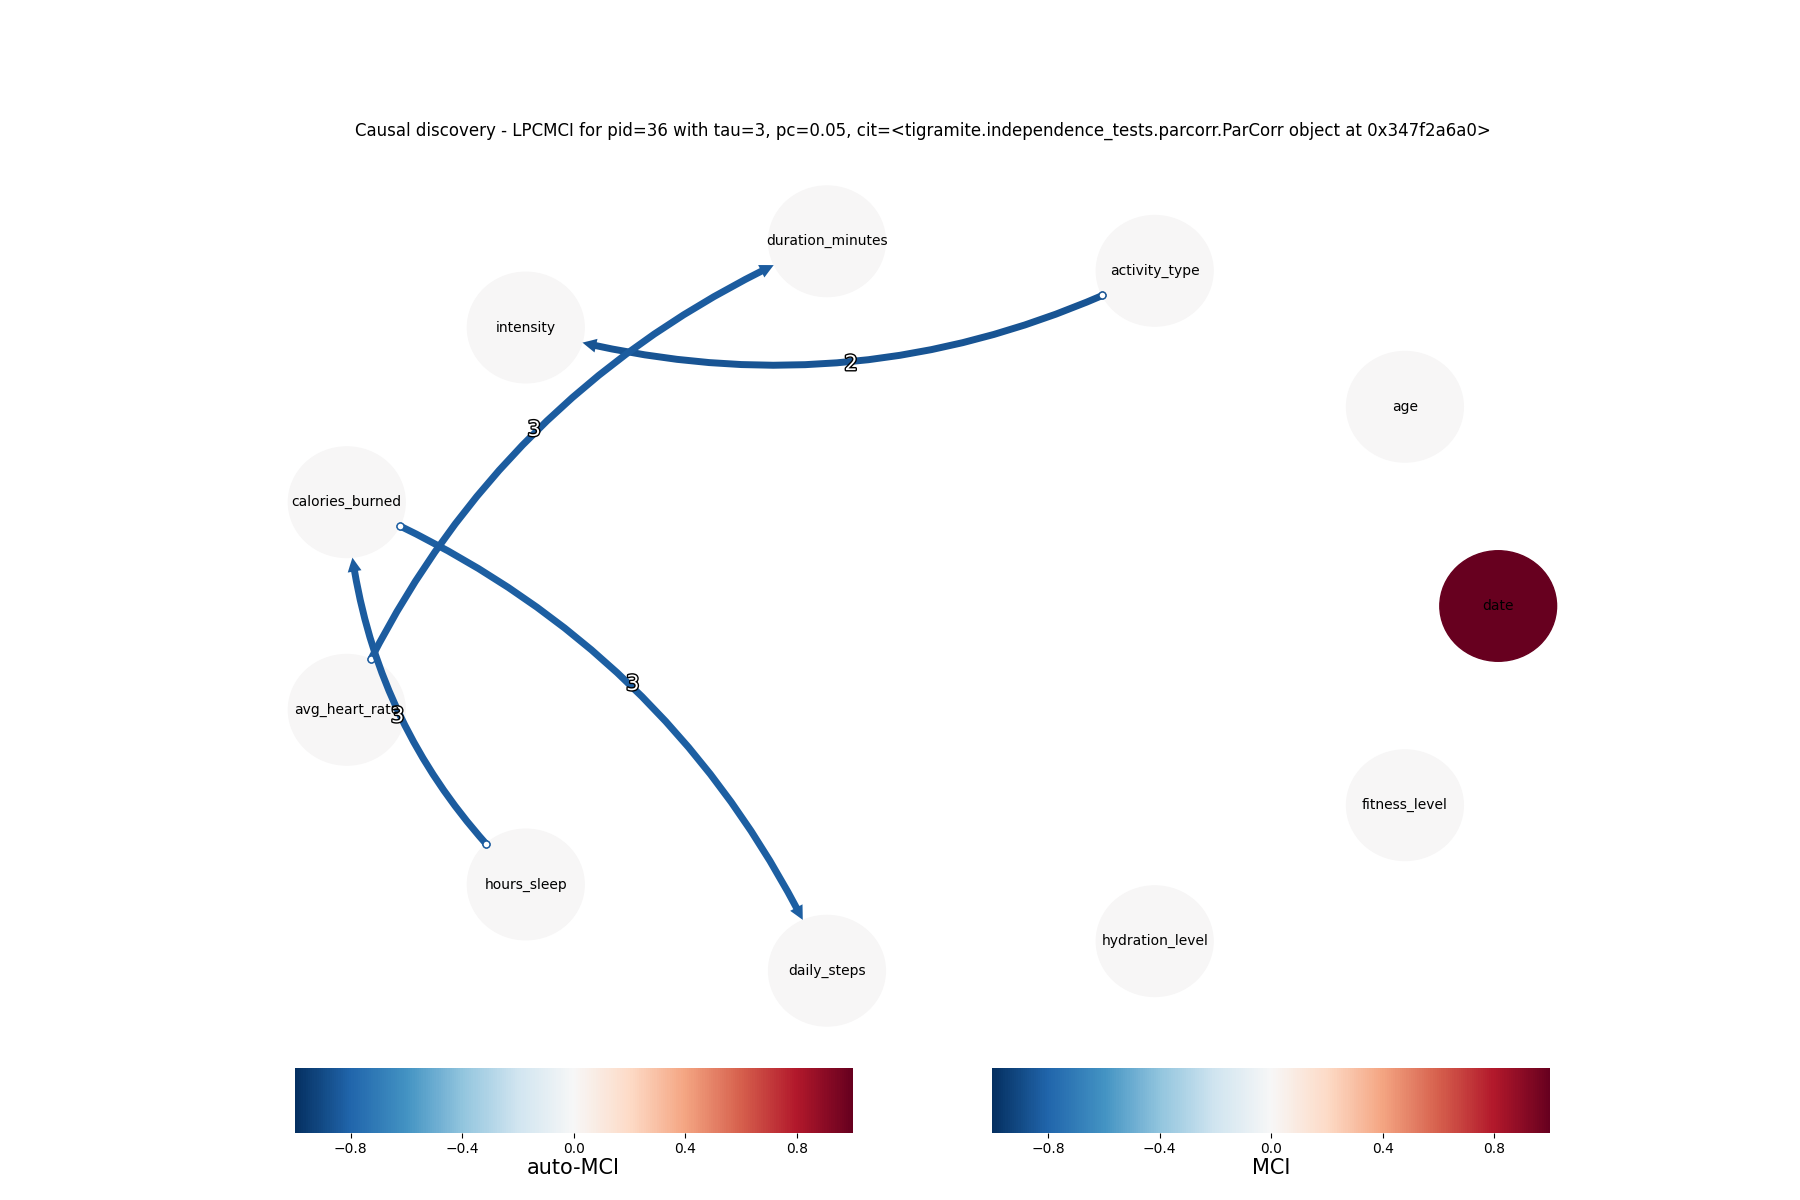 Causal discovery - LPCMCI for pid=36 with tau=3, pc=0.05, cit=<tigramite.independence_tests.parcorr.ParCorr object at 0x347f2a6a0>
duration_minutes
activity_type
intensity
2
age
3
calories_burned
date
3
avg_heart_rate
3
fitness_level
hours_sleep
hydration_level
daily_steps
−0.8 −0.4 0.0 0.4 0.8
auto-MCI
−0.8 −0.4 0.0 0.4 0.8
MCI